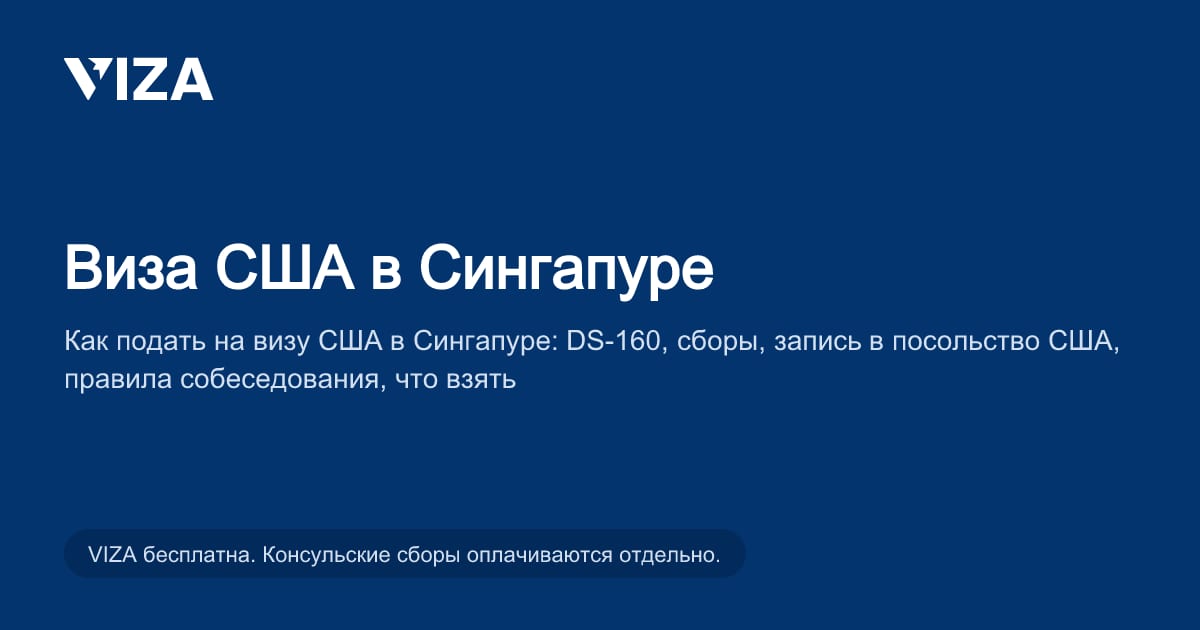 VIZA
Виза США в Сингапуре
Как подать на визу США в Сингапуре: DS-160, сборы, запись в посольство США,
правила собеседования, что взять
VIZA бесплатна. Консульские сборы оплачиваются отдельно.